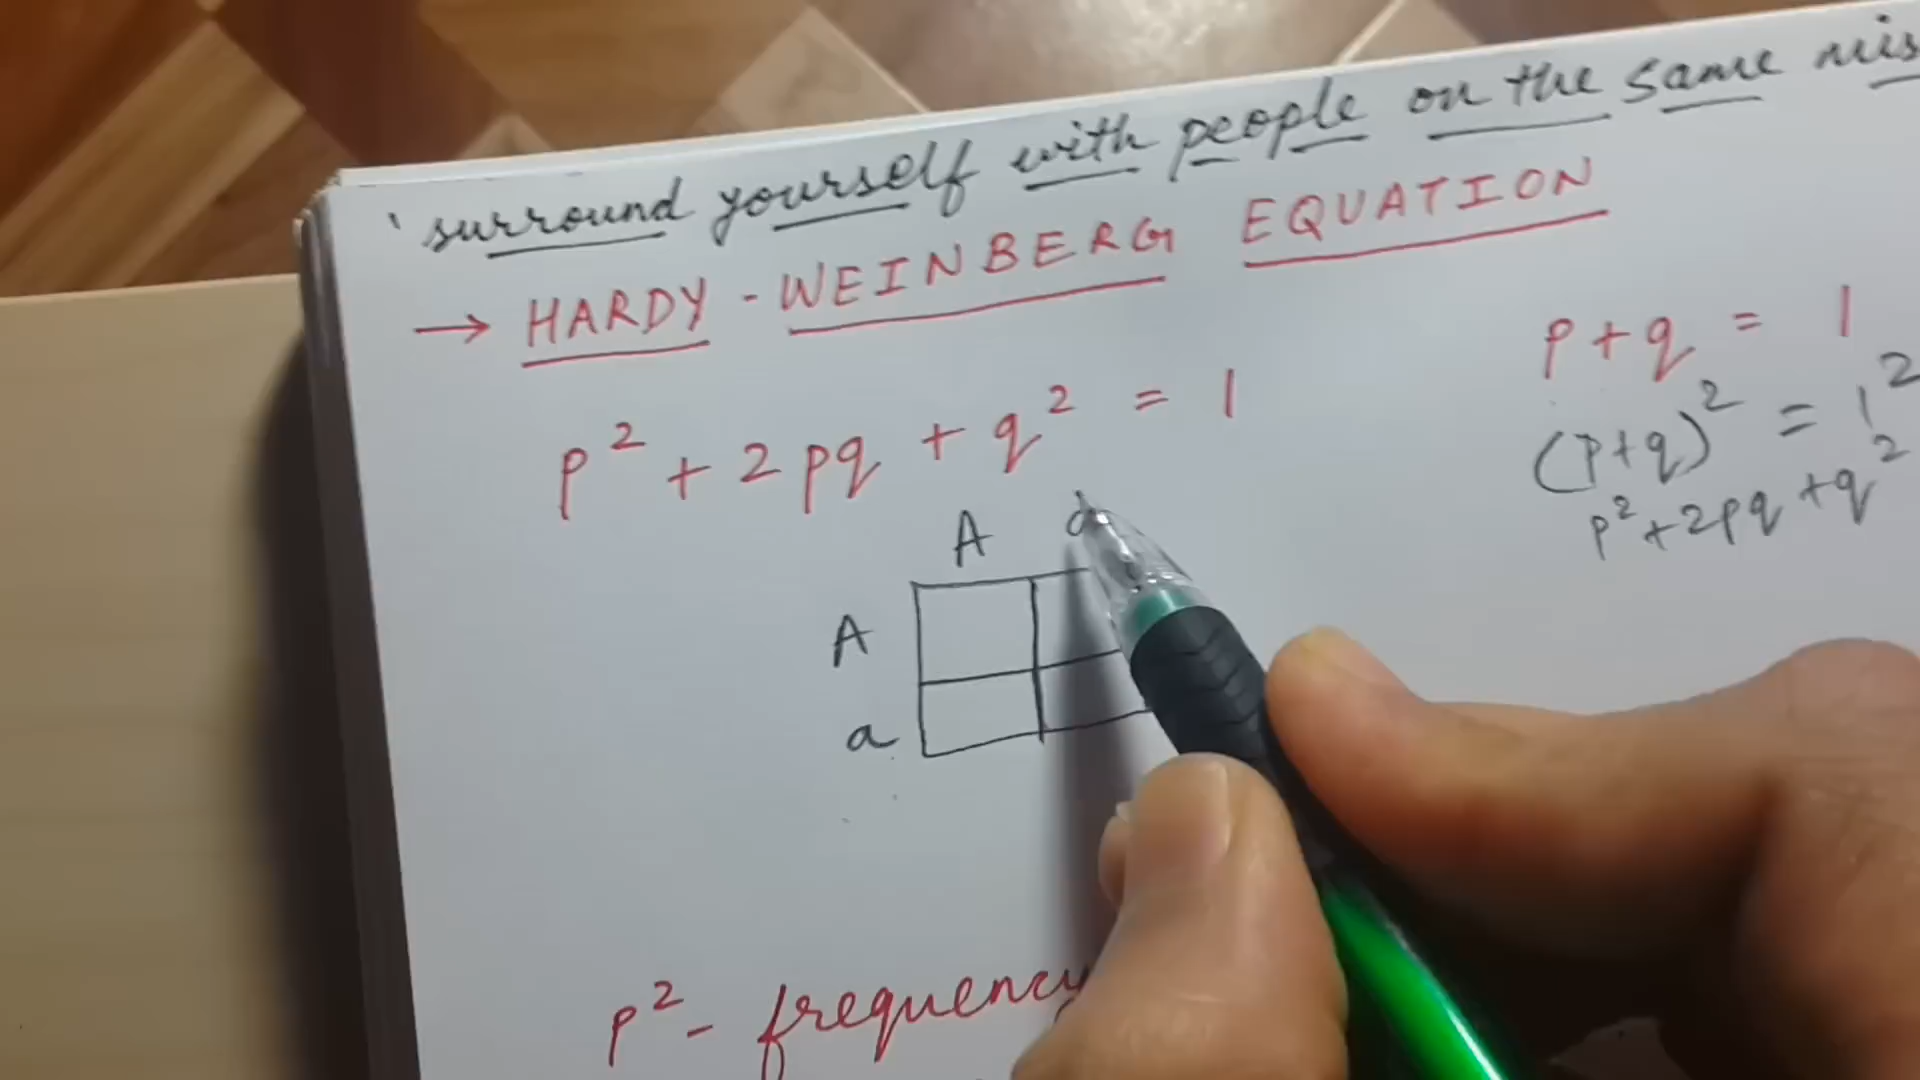 'surround yourself with people on the same mis
→ HARDY-WEINBERG EQUATION
p² + 2pq + q² = 1
p + q = 1
(p+q)² = 1²
p²+2pq+q²
A
A
a
p² - frequency